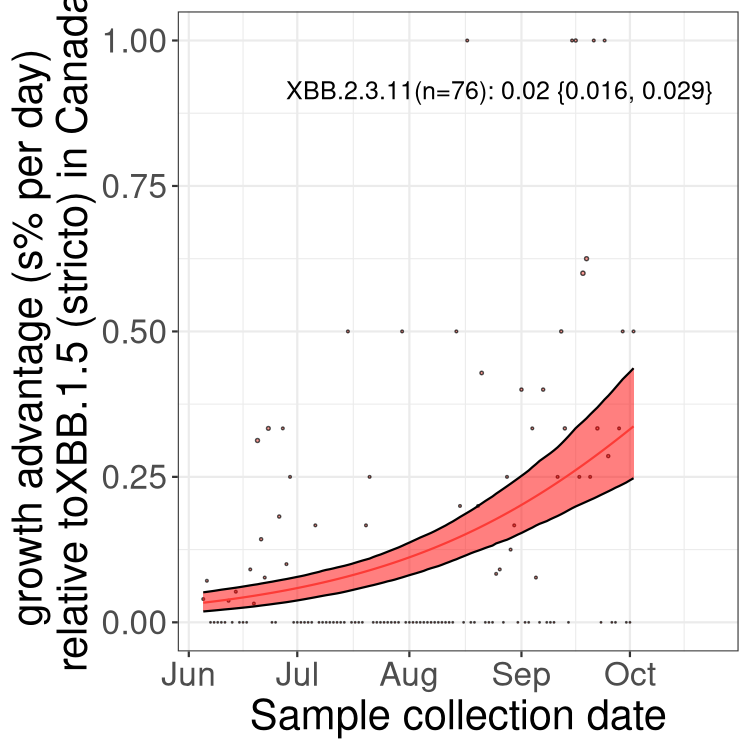 growth advantage (s% per day)
relative toXBB.1.5 (stricto) in Canada
1.00
XBB.2.3.11(n=76): 0.02 {0.016, 0.029}
0.75
0.50
0.25
0.00
Jun Jul Aug Sep Oct
Sample collection date